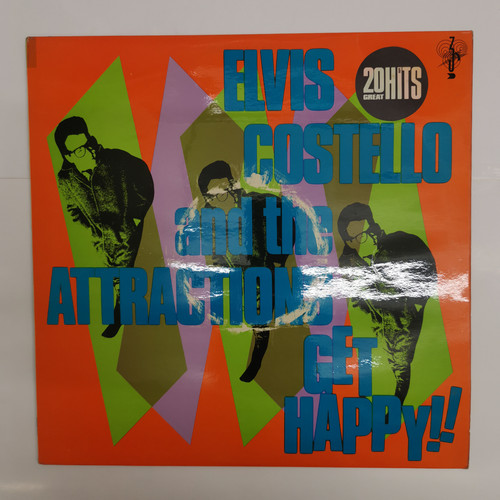 ELVIS
COSTELLO
and the
ATTRACTIONS
GET
HAPPY!!
20 GREAT HITS